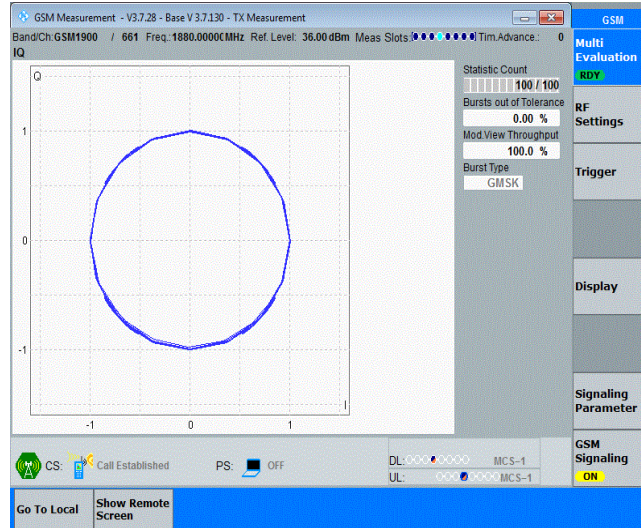 GSM Measurement - V3.7.28 - Base V 3.7.130 - TX Measurement
GSM
Band/Ch:GSM1900 / 661 Freq.:1880.00000MHz Ref. Level: 36.00 dBm Meas Slots: Tim.Advance.: 0
IQ
Multi
Evaluation
RDY
Q
Statistic Count
100 / 100
Bursts out of Tolerance
0.00 %
Mod.View Throughput
100.0 %
Burst Type
GMSK
RF
Settings
Trigger
Display
Signaling
Parameter
GSM
Signaling
ON
1
0
-1
I
-1 0 1
CS: Call Established PS: OFF
DL: MCS-1
UL: MCS-1
Go To Local
Show Remote
Screen